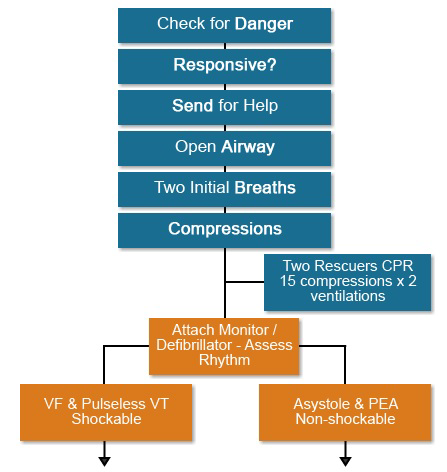 Check for Danger
Responsive?
Send for Help
Open Airway
Two Initial Breaths
Compressions
Two Rescuers CPR
15 compressions x 2
ventilations
Attach Monitor /
Defibrillator - Assess
Rhythm
VF & Pulseless VT
Shockable
Asystole & PEA
Non-shockable